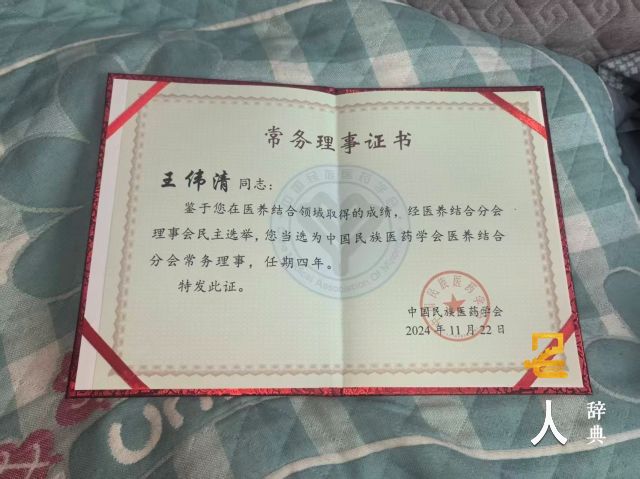 常务理事证书
王伟清 同志：
鉴于您在医养结合领域取得的成绩，经医养结合分会
理事会民主选举，您当选为中国民族医药学会医养结合
分会常务理事，任期四年。
特发此证。
中国民族医药学会
2024 年 11 月 22 日
人
辞典